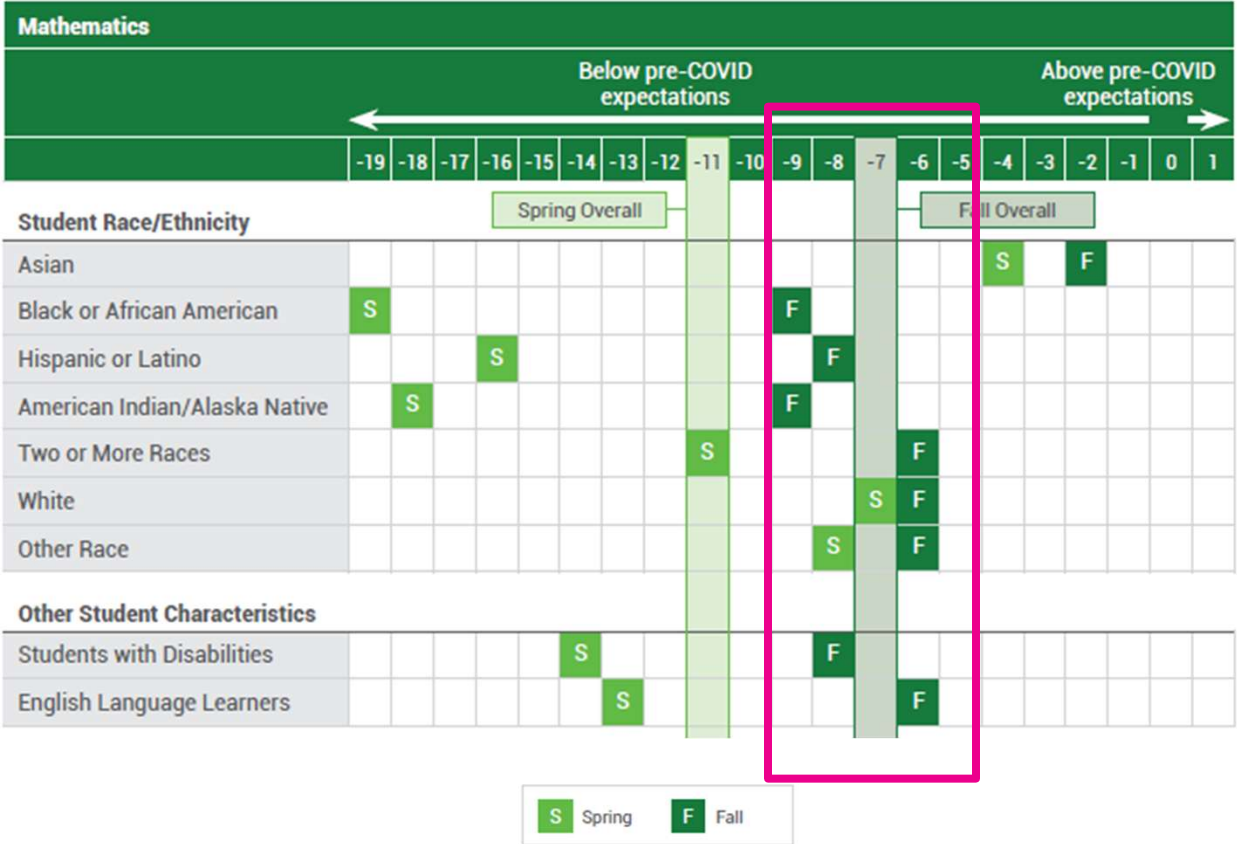 Mathematics
Below pre-COVID
expectations
Above pre-COVID
expectations
-19 -18 -17 -16 -15 -14 -13 -12 -11 -10 -9 -8 -7 -6 -5 -4 -3 -2 -1 0 1
Student Race/Ethnicity Spring Overall Fall Overall
Asian S F
Black or African American S F
Hispanic or Latino S F
American Indian/Alaska Native S F
Two or More Races S F
White S F
Other Race S F
Other Student Characteristics
Students with Disabilities S F
English Language Learners S F
S Spring F Fall